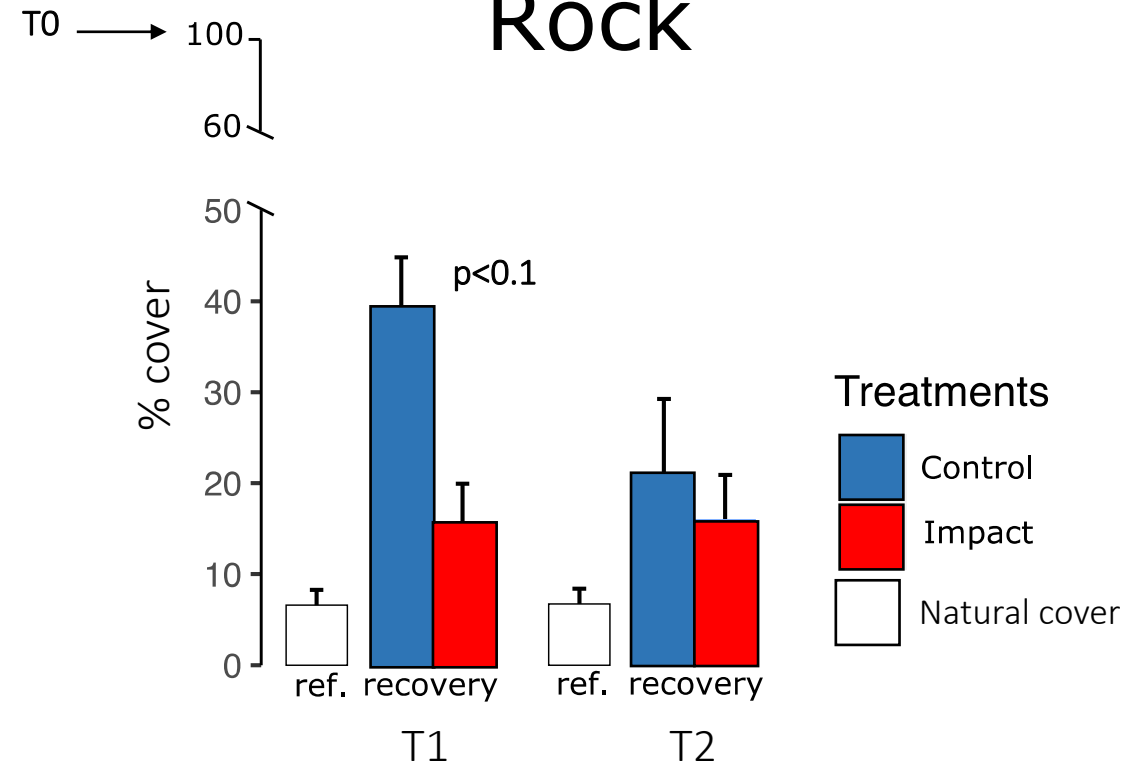 Rock
T0
100
60
50
40
30
20
10
0
% cover
p<0.1
ref. recovery ref. recovery
T1 T2
Treatments
Control
Impact
Natural cover